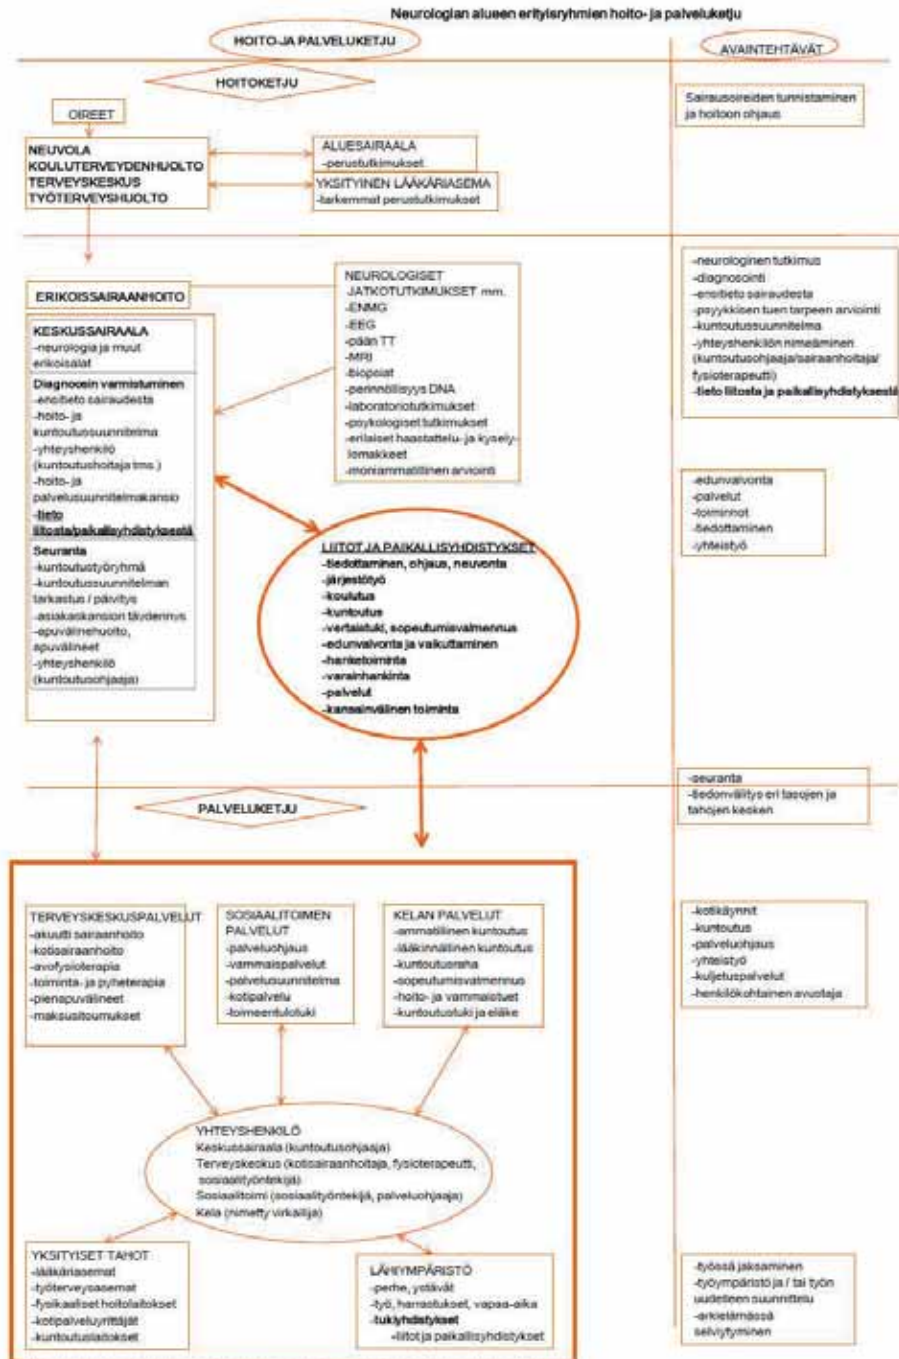 Neurologian alueen erityisryhmien hoito- ja palveluketju
HOITO-JA PALVELUKETJU
AVAINTEHTÄVÄT
HOITOKETJU
Sairausoireiden tunnistaminen
ja hoitoon ohjaus
OIREET
NEUVOLA
KOULUTERVEYDENHUOLTO
TERVEYSKESKUS
TYÖTERVEYSHUOLTO
ALUESAIRAALA
-perustutkimukset
YKSITYINEN LÄÄKÄRIASEMA
-tarkemmat perustutkimukset
ERIKOISSAIRAANHOITO
KESKUSSAIRAALA
-neurologia ja muut
erikoisalat
Diagnoosin varmistuminen
-ensitieto sairaudesta
-hoito- ja
kuntoutussuunnitelma
-yhteyshenkilö
(kuntoutushoitaja tms.)
-hoito- ja
palvelusuunnitelmakansio
-tieto
liitosta/paikallisyhdistyksestä
Seuranta
-kuntoutustyöryhmä
-kuntoutussuunnitelman
tarkastus / päivitys
-asiakaskansion täydennys
-apuvälinehuolto,
apuvälineet
-yhteyshenkilö
(kuntoutusohjaaja)
NEUROLOGISET
JATKOTUTKIMUKSET mm.
-ENMG
-EEG
-pään TT
-MRI
-biopsiat
-perinnöllisyys DNA
-laboratoriotutkimukset
-psykologiset tutkimukset
-erilaiset haastattelu- ja kysely-
lomakkeet
-moniammatillinen arviointi
-neurologinen tutkimus
-diagnosointi
-ensitieto sairaudesta
-psyykkisen tuen tarpeen arviointi
-kuntoutussuunnitelma
-yhteyshenkilön nimeäminen
(kuntoutusohjaaja/sairaanhoitaja/
fysioterapeutti)
-tieto liitosta ja paikallisyhdistyksestä
LIITOT JA PAIKALLISYHDISTYKSET
-tiedottaminen, ohjaus, neuvonta
-järjestötyö
-koulutus
-kuntoutus
-vertaistuki, sopeutumisvalmennus
-edunvalvonta ja vaikuttaminen
-hanketoiminta
-varainhankinta
-palvelut
-kansainvälinen toiminta
-edunvalvonta
-palvelut
-toiminnot
-tiedottaminen
-yhteistyö
PALVELUKETJU
-seuranta
-tiedonvälitys eri tasojen ja
tahojen kesken
TERVEYSKESKUSPALVELUT
-akuutti sairaanhoito
-kotisairaanhoito
-avofysioterapia
-toiminta- ja pyheterapia
-pienapuvälineet
-maksusitoumukset
SOSIAALITOIMEN
PALVELUT
-palveluohjaus
-vammaispalvelut
-palvelusuunnitelma
-kotipalvelu
-toimeentulotuki
KELAN PALVELUT
-ammatillinen kuntoutus
-lääkinnällinen kuntoutus
-kuntoutusraha
-sopeutumisvalmennus
-hoito- ja vammaistuet
-kuntoutustuki ja eläke
-kotikäynnit
-kuntoutus
-palveluohjaus
-yhteistyö
-kuljetuspalvelut
-henkilökohtainen avustaja
YHTEYSHENKILÖ
Keskussairaala (kuntoutusohjaaja)
Terveyskeskus (kotisairaanhoitaja, fysioterapeutti,
sosiaalityöntekijä)
Sosiaalitoimi (sosiaalityöntekijä, palveluohjaaja)
Kela (nimetty virkailija)
YKSITYISET TAHOT
-lääkäriasemat
-työterveysasemat
-fysikaaliset hoitolaitokset
-kotipalveluyrittäjät
-kuntoutuslaitokset
LÄHIYMPÄRISTÖ
-perhe, ystävät
-työ, harrastukset, vapaa-aika
-tukiyhdistykset
-liitot ja paikallisyhdistykset
-työssä jaksaminen
-työympäristö ja / tai työn
uudelleen suunnittelu
-arkielämässä
selviytyminen